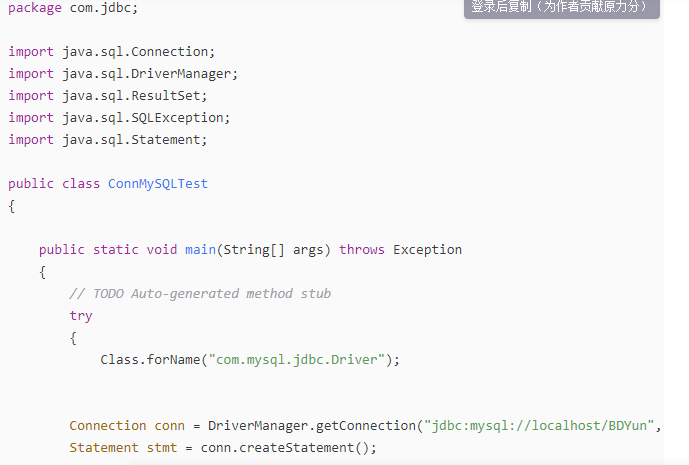 登录后复制（为作者贡献原力分）
package com.jdbc;
import java.sql.Connection;
import java.sql.DriverManager;
import java.sql.ResultSet;
import java.sql.SQLException;
import java.sql.Statement;
public class ConnMySQLTest
{
    public static void main(String[] args) throws Exception
    {
        // TODO Auto-generated method stub
        try
        {
            Class.forName("com.mysql.jdbc.Driver");
        Connection conn = DriverManager.getConnection("jdbc:mysql://localhost/BDYun",
        Statement stmt = conn.createStatement();